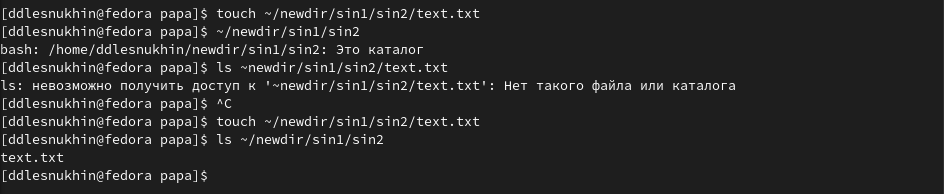 [ddlesnukhin@fedora papa]$ touch ~/newdir/sin1/sin2/text.txt
[ddlesnukhin@fedora papa]$ ~/newdir/sin1/sin2
bash: /home/ddlesnukhin/newdir/sin1/sin2: Это каталог
[ddlesnukhin@fedora papa]$ ls ~newdir/sin1/sin2/text.txt
ls: невозможно получить доступ к '~newdir/sin1/sin2/text.txt': Нет такого файла или каталога
[ddlesnukhin@fedora papa]$ ^C
[ddlesnukhin@fedora papa]$ touch ~/newdir/sin1/sin2/text.txt
[ddlesnukhin@fedora papa]$ ls ~/newdir/sin1/sin2
text.txt
[ddlesnukhin@fedora papa]$